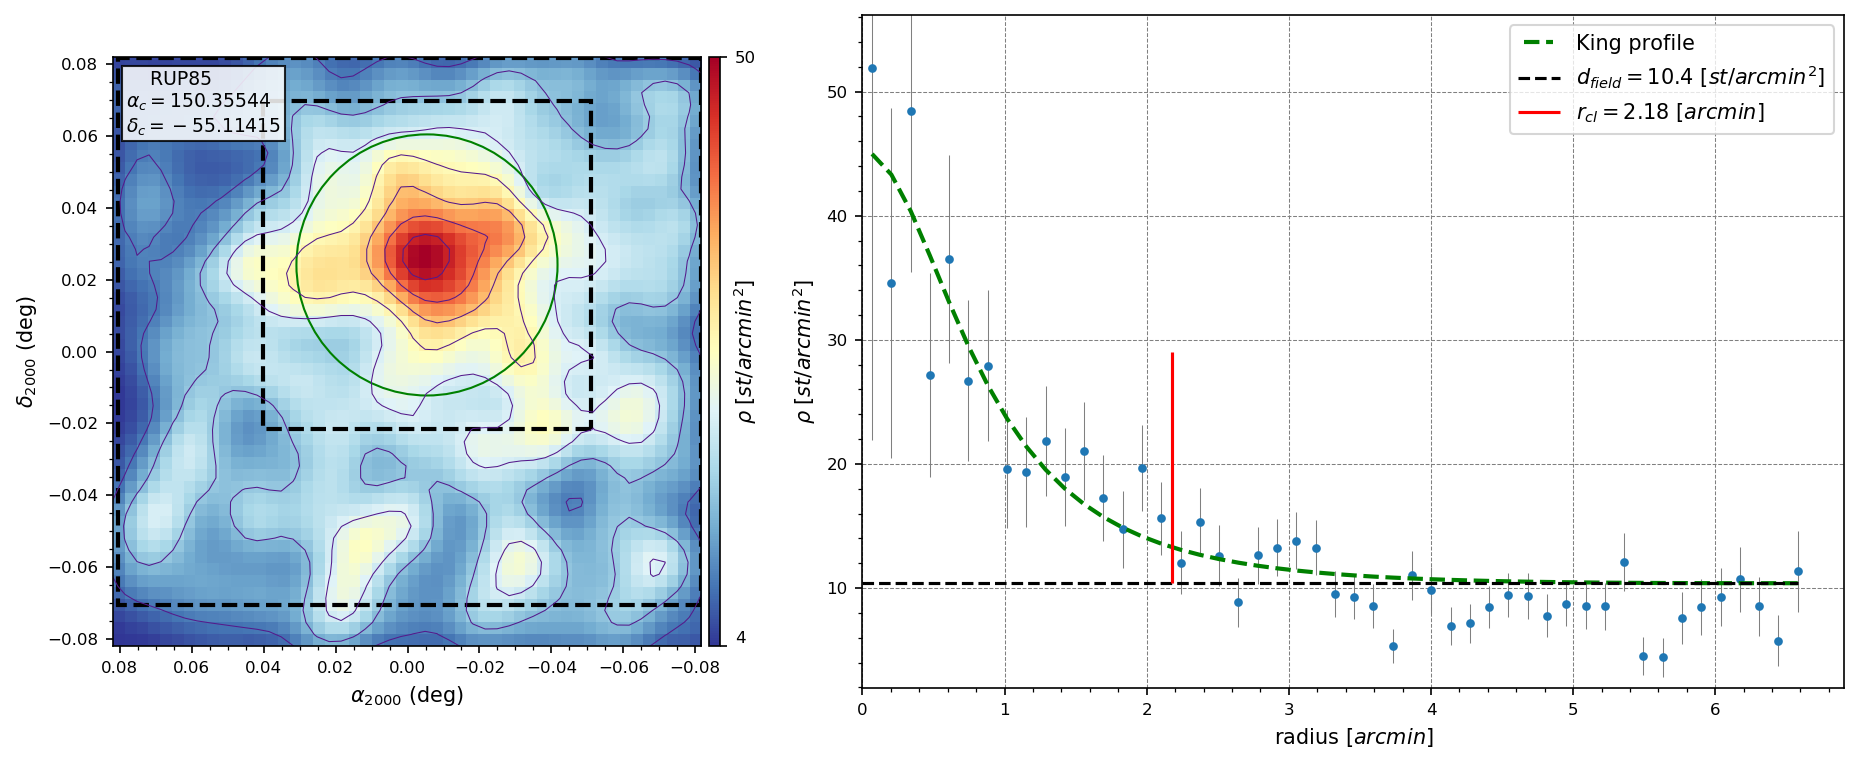 RUP85
α_c = 150.35544
δ_c = −55.11415
0.08
0.06
0.04
0.02
0.00
−0.02
−0.04
−0.06
−0.08
δ_2000 (deg)
0.08 0.06 0.04 0.02 0.00 −0.02 −0.04 −0.06 −0.08
α_2000 (deg)
50
4
ρ [st/arcmin²]
King profile
d_field = 10.4 [st/arcmin²]
r_cl = 2.18 [arcmin]
50
40
30
20
10
ρ [st/arcmin²]
0 1 2 3 4 5 6
radius [arcmin]